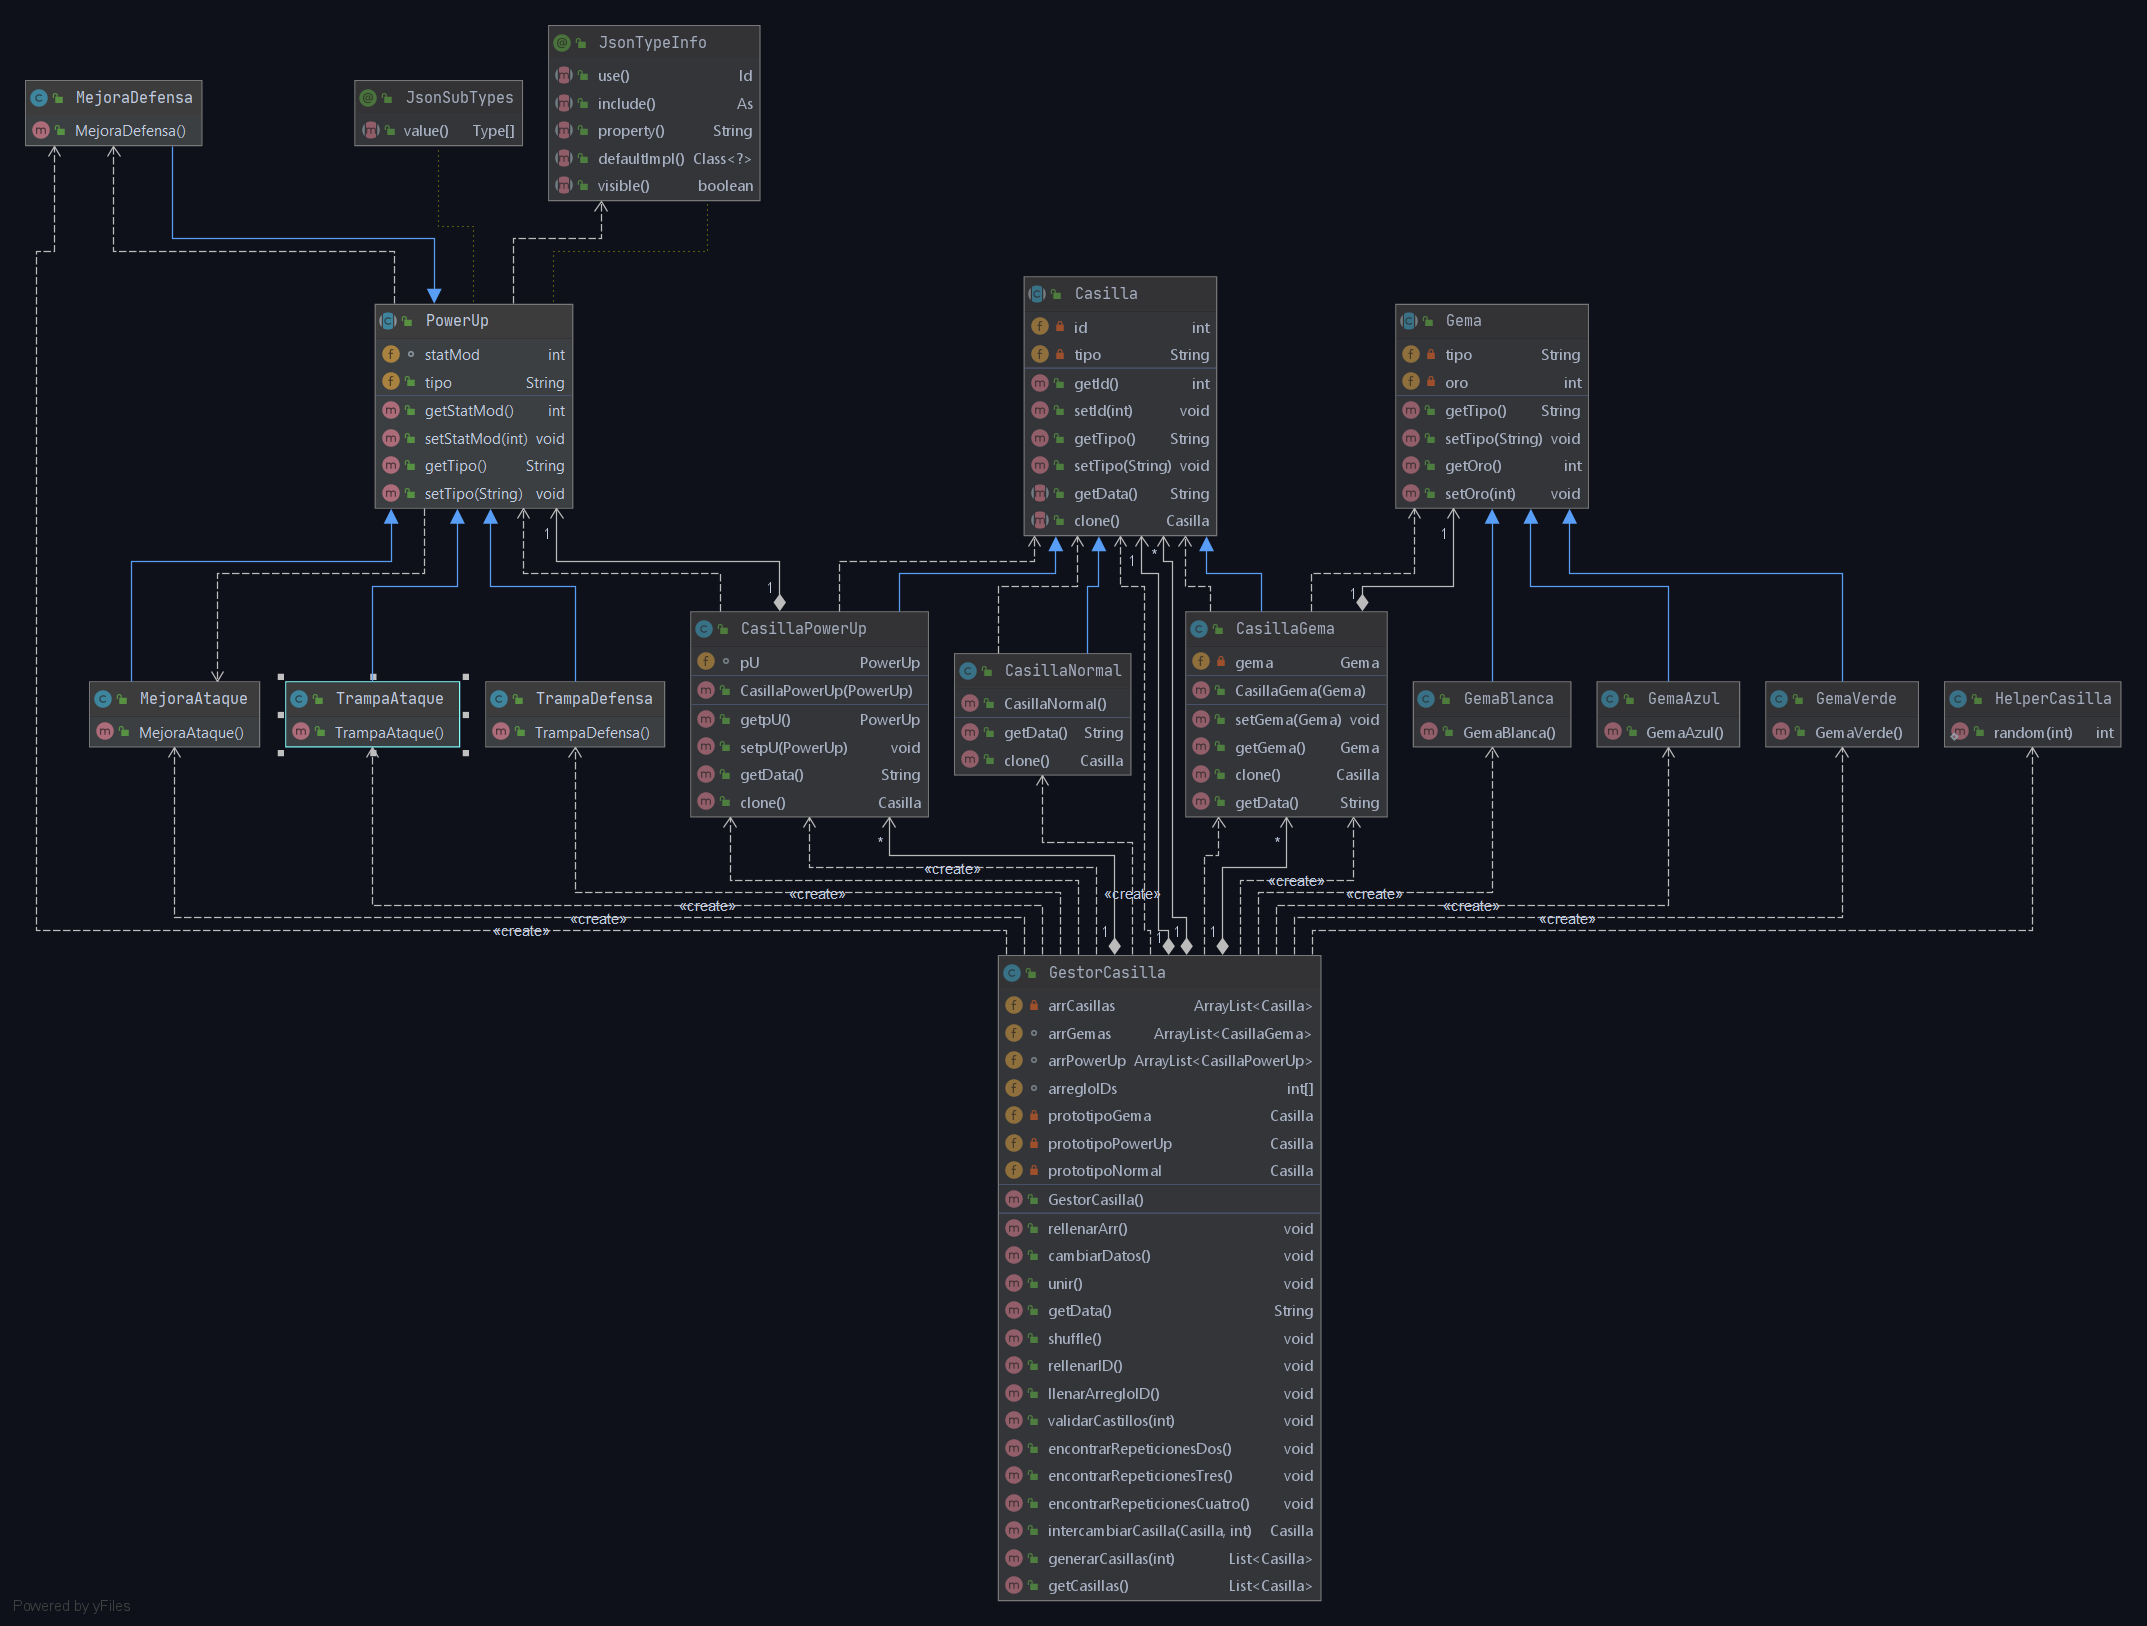 JsonTypeInfo
use() Id
include() As
property() String
defaultImpl() Class<?>
visible() boolean
MejoraDefensa
MejoraDefensa()
JsonSubTypes
value() Type[]
PowerUp
statMod int
tipo String
getStatMod() int
setStatMod(int) void
getTipo() String
setTipo(String) void
Casilla
id int
tipo String
getId() int
setId(int) void
getTipo() String
setTipo(String) void
getData() String
clone() Casilla
Gema
tipo String
oro int
getTipo() String
setTipo(String) void
getOro() int
setOro(int) void
1
1
1
*
1
1
MejoraAtaque
MejoraAtaque()
TrampaAtaque
TrampaAtaque()
TrampaDefensa
TrampaDefensa()
CasillaPowerUp
pU PowerUp
CasillaPowerUp(PowerUp)
getpU() PowerUp
setpU(PowerUp) void
getData() String
clone() Casilla
CasillaNormal
CasillaNormal()
getData() String
clone() Casilla
CasillaGema
gema Gema
CasillaGema(Gema)
setGema(Gema) void
getGema() Gema
clone() Casilla
getData() String
GemaBlanca
GemaBlanca()
GemaAzul
GemaAzul()
GemaVerde
GemaVerde()
HelperCasilla
random(int) int
*
*
«create»
«create»
«create»
«create»
«create»
«create»
«create»
«create»
«create»
«create»
1
1
1
1
GestorCasilla
arrCasillas ArrayList<Casilla>
arrGemas ArrayList<CasillaGema>
arrPowerUp ArrayList<CasillaPowerUp>
arregloIDs int[]
prototipoGema Casilla
prototipoPowerUp Casilla
prototipoNormal Casilla
GestorCasilla()
rellenarArr() void
cambiarDatos() void
unir() void
getData() String
shuffle() void
rellenarID() void
llenarArregloID() void
validarCastillos(int) void
encontrarRepeticionesDos() void
encontrarRepeticionesTres() void
encontrarRepeticionesCuatro() void
intercambiarCasilla(Casilla, int) Casilla
generarCasillas(int) List<Casilla>
getCasillas() List<Casilla>
Powered by yFiles